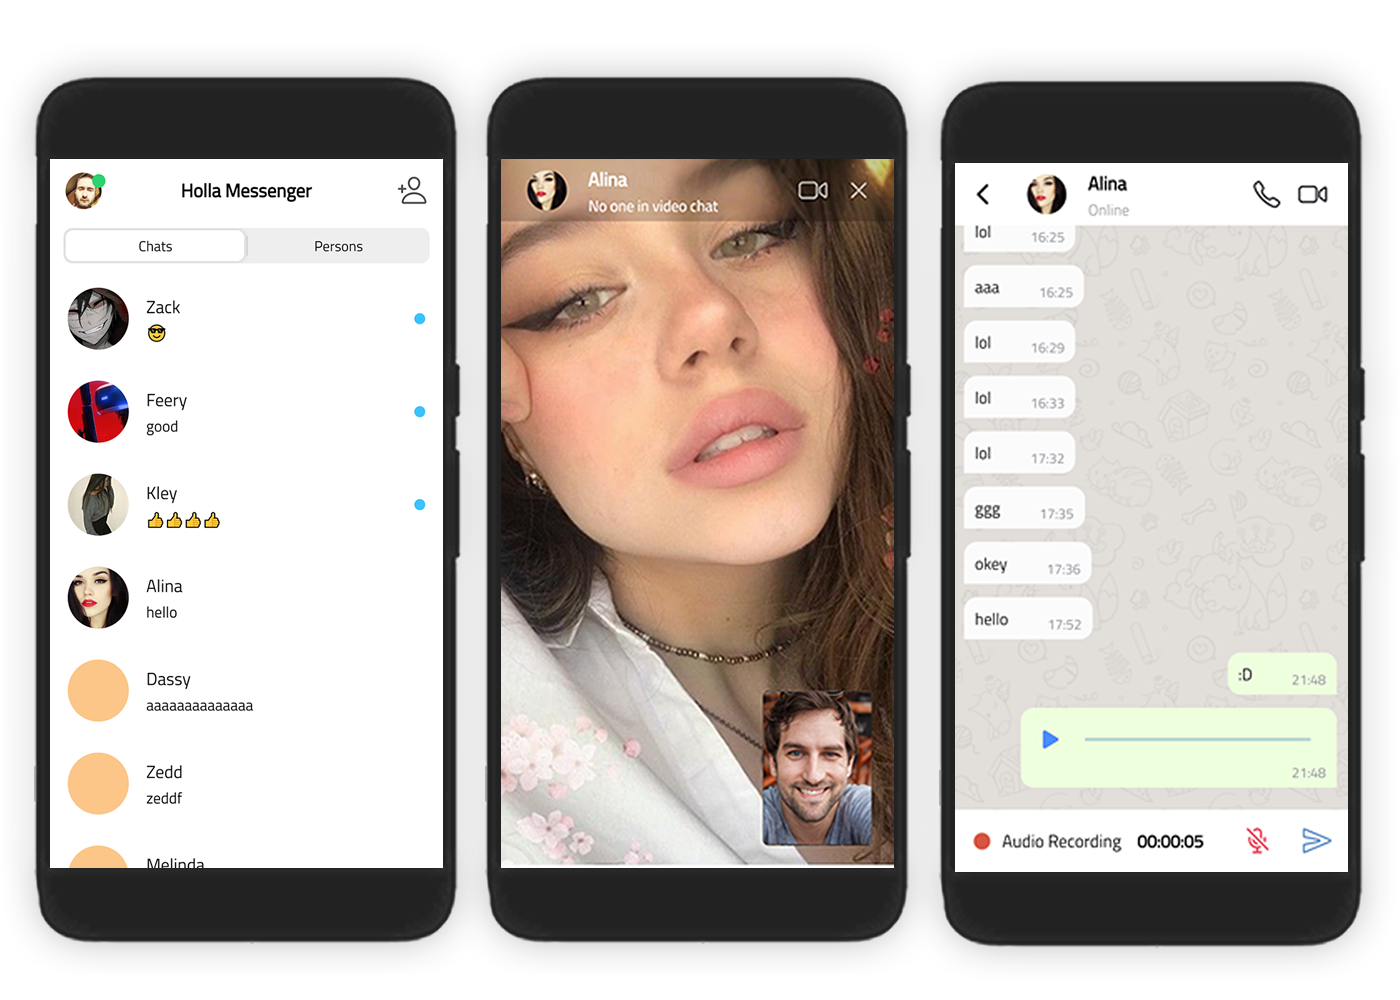 Holla Messenger
Chats
Persons
Zack
😎
Feery
good
Kley
👍👍👍👍
Alina
hello
Dassy
aaaaaaaaaaaaaa
Zedd
zeddf
Melinda
Alina
No one in video chat
Alina
Online
lol 16:25
aaa 16:25
lol 16:29
lol 16:33
lol 17:32
ggg 17:35
okey 17:36
hello 17:52
:D 21:48
21:48
Audio Recording 00:00:05